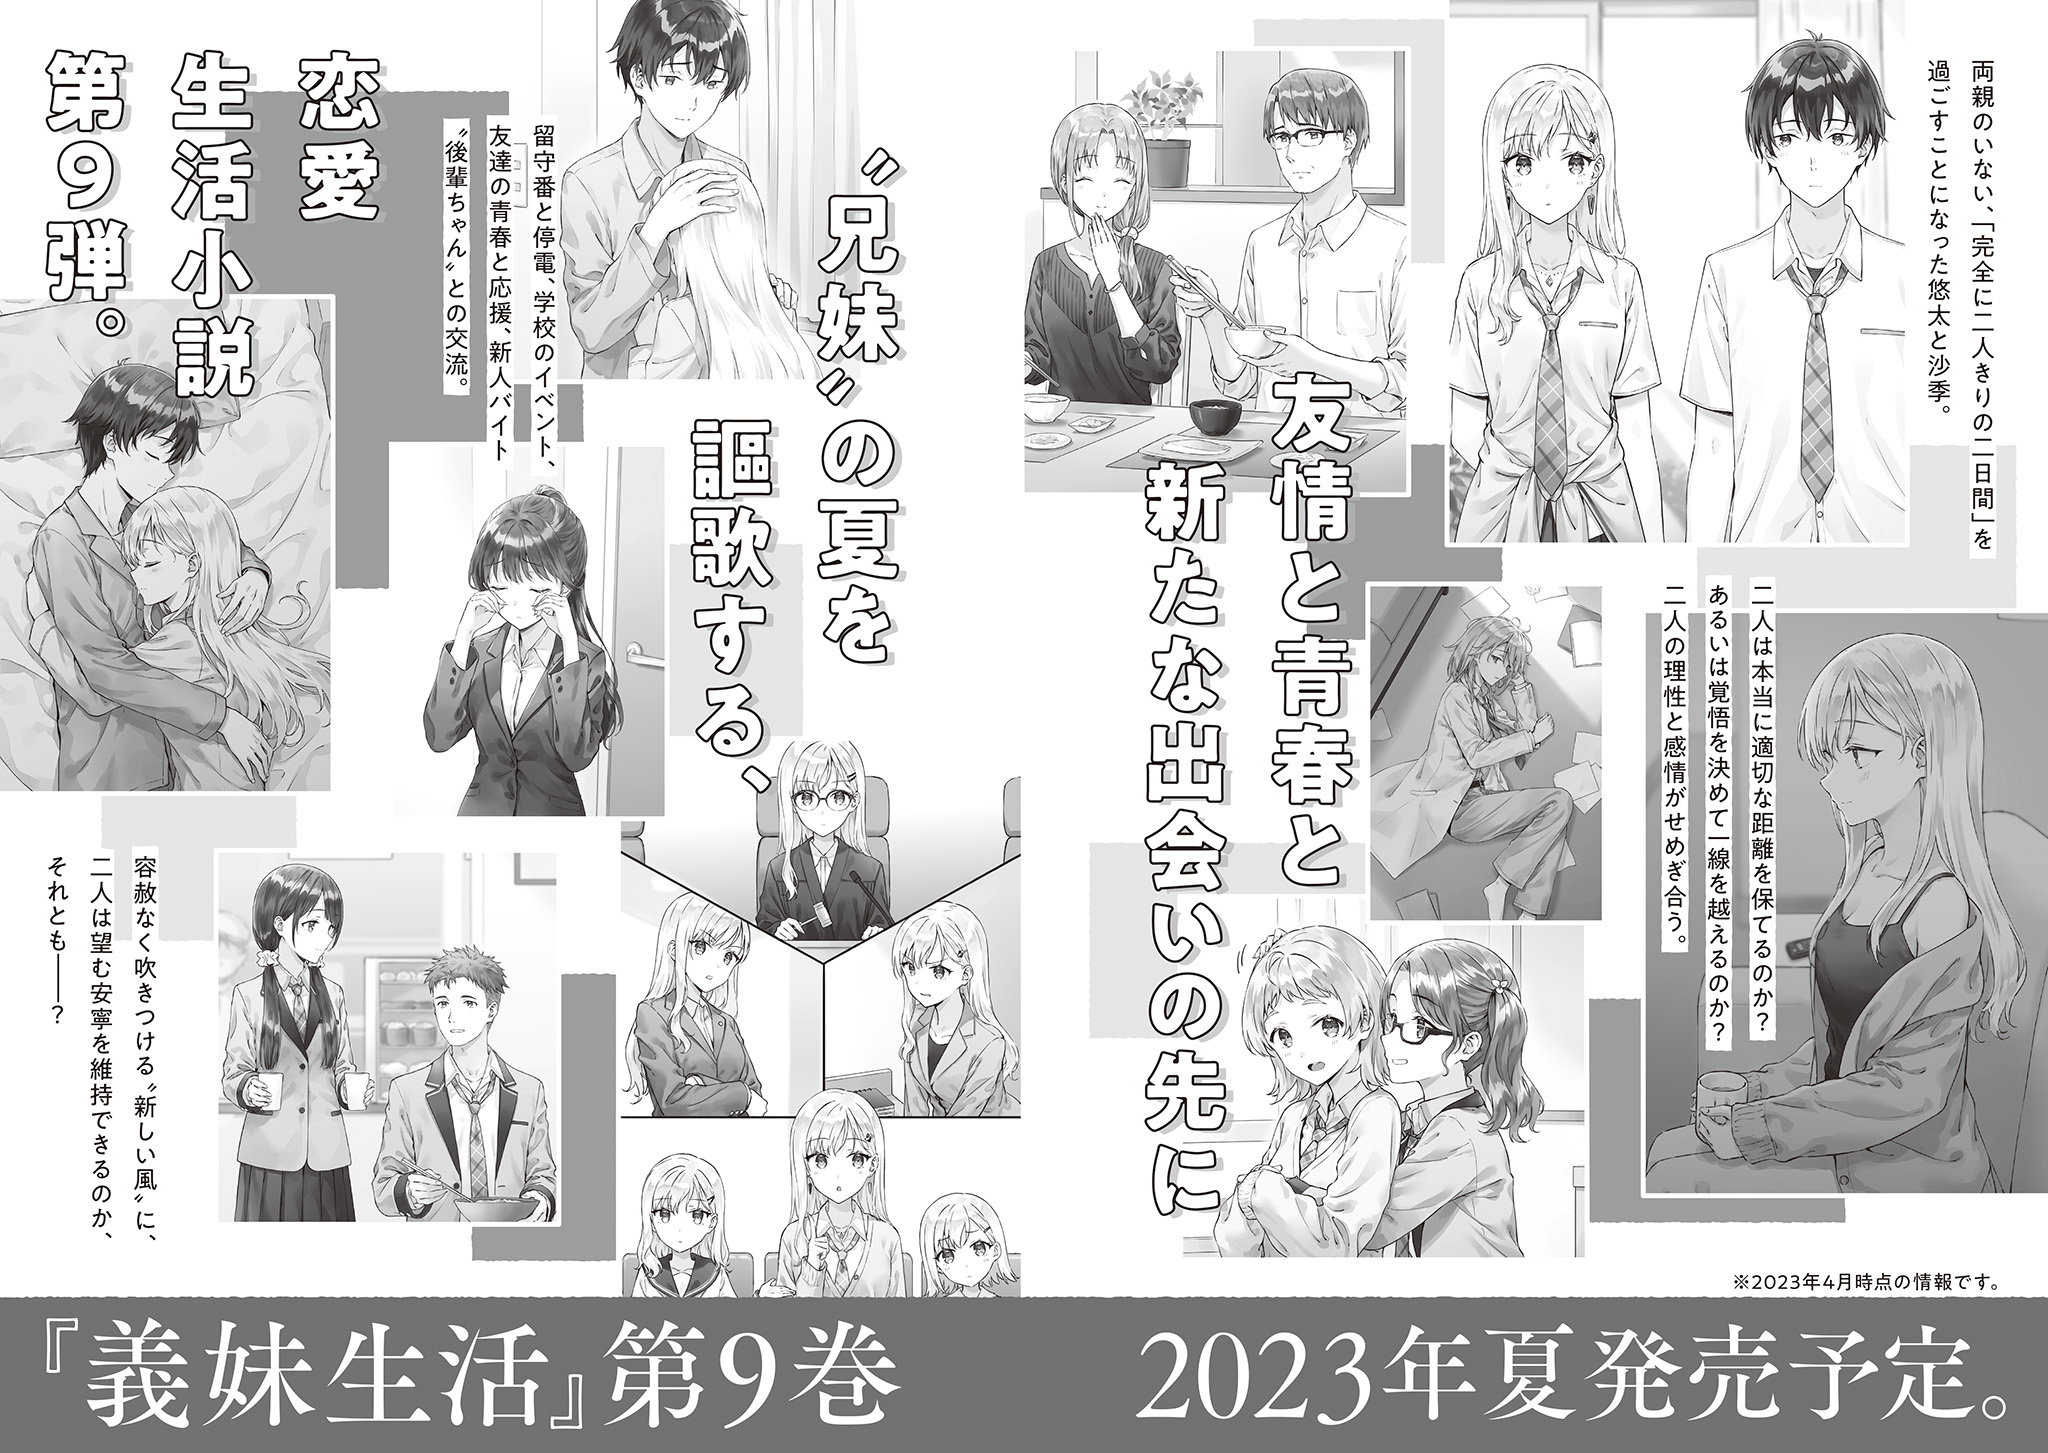 両親のいない、「完全に二人きりの二日間」を
過ごすことになった悠太と沙季。
二人は本当に適切な距離を保てるのか？
あるいは覚悟を決めて一線を越えるのか？
二人の理性と感情がせめぎ合う。
友情と青春と
新たな出会いの先に
〝兄妹〟の夏を
謳歌する、
留守番と停電、学校のイベント、
友達の青春と応援、新人バイト
〝後輩ちゃん〟との交流。
恋愛
生活小説
第９弾。
容赦なく吹きつける〝新しい風〟に、
二人は望む安寧を維持できるのか、
それとも――？
※2023年4月時点の情報です。
『義妹生活』第9巻 2023年夏発売予定。